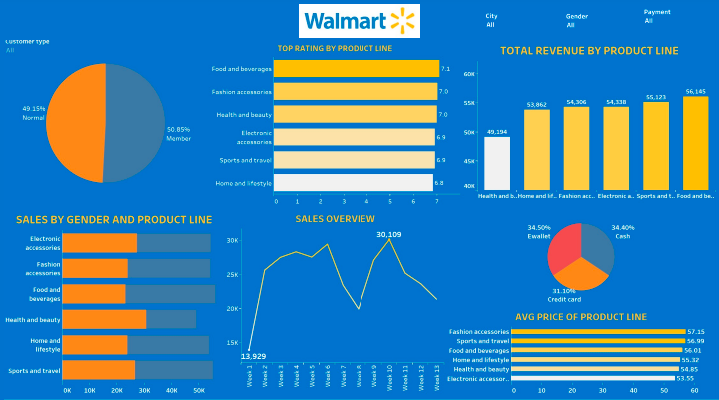 Walmart
City
All
Gender
All
Payment
All
Customer type
All
49.15%
Normal
50.85%
Member
TOP RATING BY PRODUCT LINE
Food and beverages 7.1
Fashion accessories 7.0
Health and beauty 7.0
Electronic
accessories 6.9
Sports and travel 6.9
Home and lifestyle 6.8
0 1 2 3 4 5 6 7
TOTAL REVENUE BY PRODUCT LINE
60K
55K
50K
45K
40K
49,194
53,862
54,306
54,338
55,123
56,145
Health and b.. Home and lif.. Fashion acc.. Electronic a.. Sports and t.. Food and be..
SALES BY GENDER AND PRODUCT LINE
Electronic
accessories
Fashion
accessories
Food and
beverages
Health and beauty
Home and
lifestyle
Sports and travel
0K 10K 20K 30K 40K 50K
SALES OVERVIEW
30K
25K
20K
15K
30,109
13,929
Week 1
Week 2
Week 3
Week 4
Week 5
Week 6
Week 7
Week 8
Week 9
Week 10
Week 11
Week 12
Week 13
34.50%
Ewallet
34.40%
Cash
31.10%
Credit card
AVG PRICE OF PRODUCT LINE
Fashion accessories 57.15
Sports and travel 56.99
Food and beverages 56.01
Home and lifestyle 55.32
Health and beauty 54.85
Electronic accessor.. 53.55
0 10 20 30 40 50 60